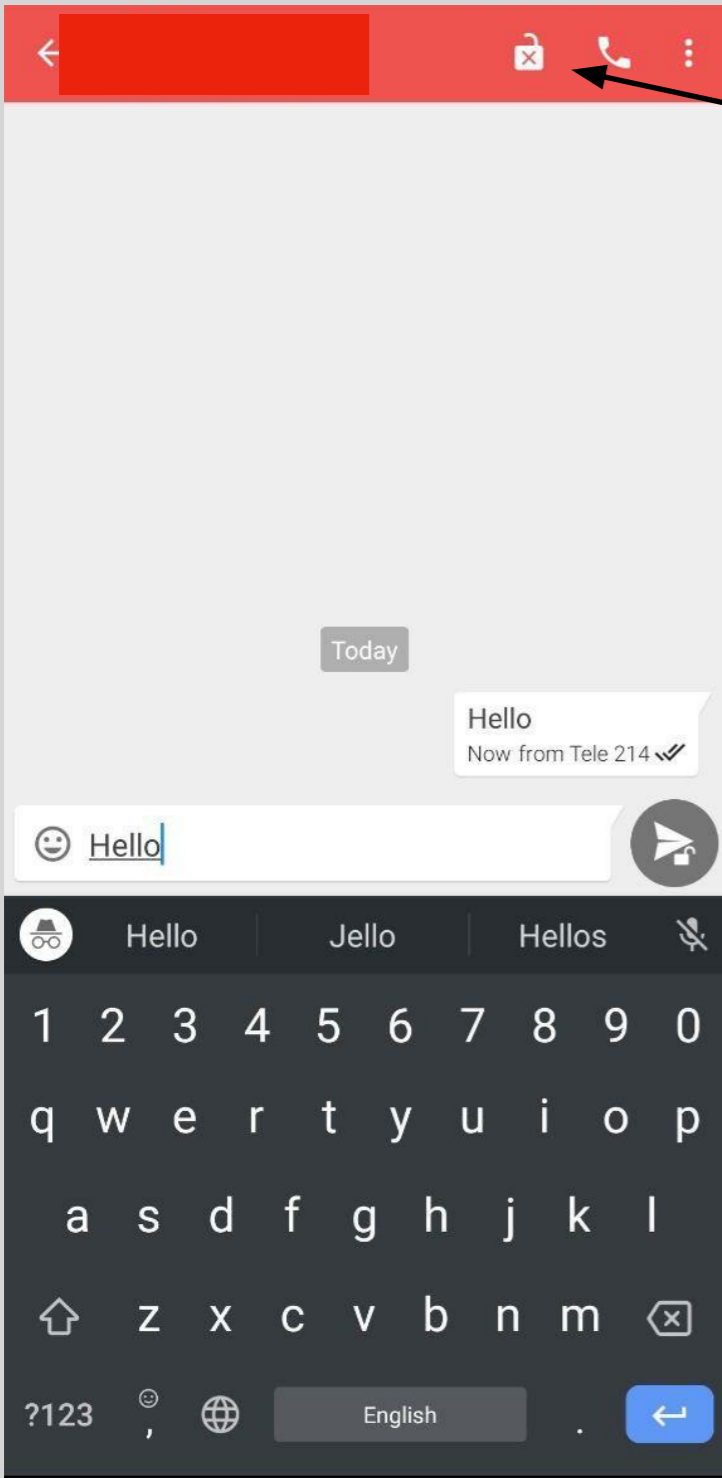 Today
Hello
Now from Tele 214
Hello
Hello Jello Hellos
1 2 3 4 5 6 7 8 9 0
q w e r t y u i o p
a s d f g h j k l
z x c v b n m
?123 , English .